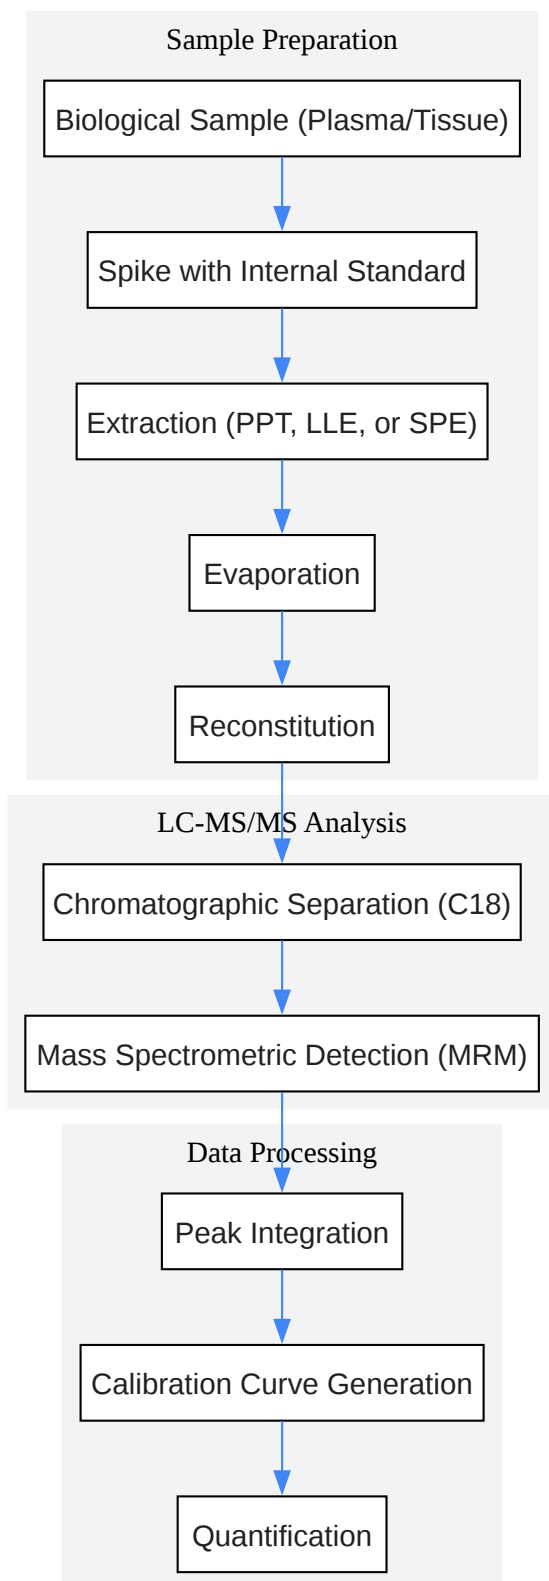 Sample Preparation
Biological Sample (Plasma/Tissue)
Spike with Internal Standard
Extraction (PPT, LLE, or SPE)
Evaporation
Reconstitution
LC-MS/MS Analysis
Chromatographic Separation (C18)
Mass Spectrometric Detection (MRM)
Data Processing
Peak Integration
Calibration Curve Generation
Quantification